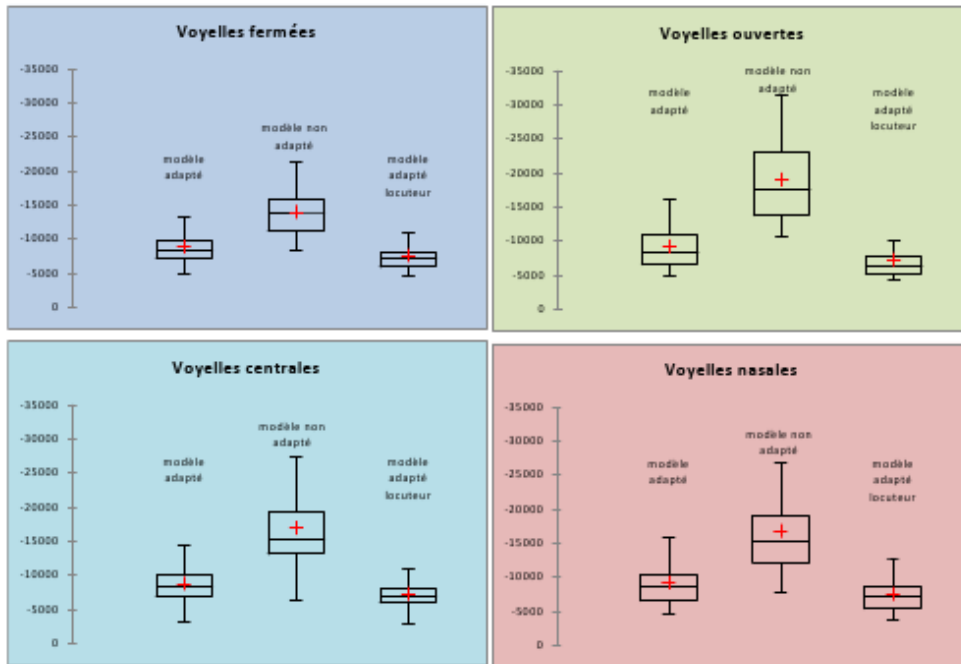 Voyelles fermées
-35000
-30000
-25000
-20000
-15000
-10000
-5000
0
modèle
adapté
modèle non
adapté
modèle
adapté
locuteur
Voyelles ouvertes
-35000
-30000
-25000
-20000
-15000
-10000
-5000
0
modèle
adapté
modèle non
adapté
modèle
adapté
locuteur
Voyelles centrales
-35000
-30000
-25000
-20000
-15000
-10000
-5000
0
modèle
adapté
modèle non
adapté
modèle
adapté
locuteur
Voyelles nasales
-35000
-30000
-25000
-20000
-15000
-10000
-5000
0
modèle
adapté
modèle non
adapté
modèle
adapté
locuteur